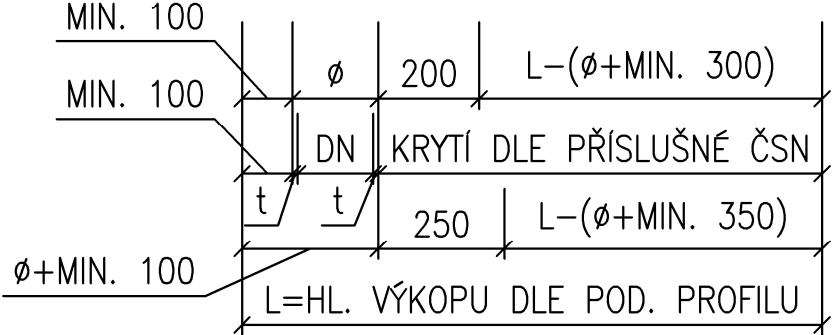 MIN. 100
ø 200 L-(ø+MIN. 300)
MIN. 100
DN KRYTÍ DLE PŘÍSLUŠNÉ ČSN
t t 250 L-(ø+MIN. 350)
ø+MIN. 100
L=HL. VÝKOPU DLE POD. PROFILU